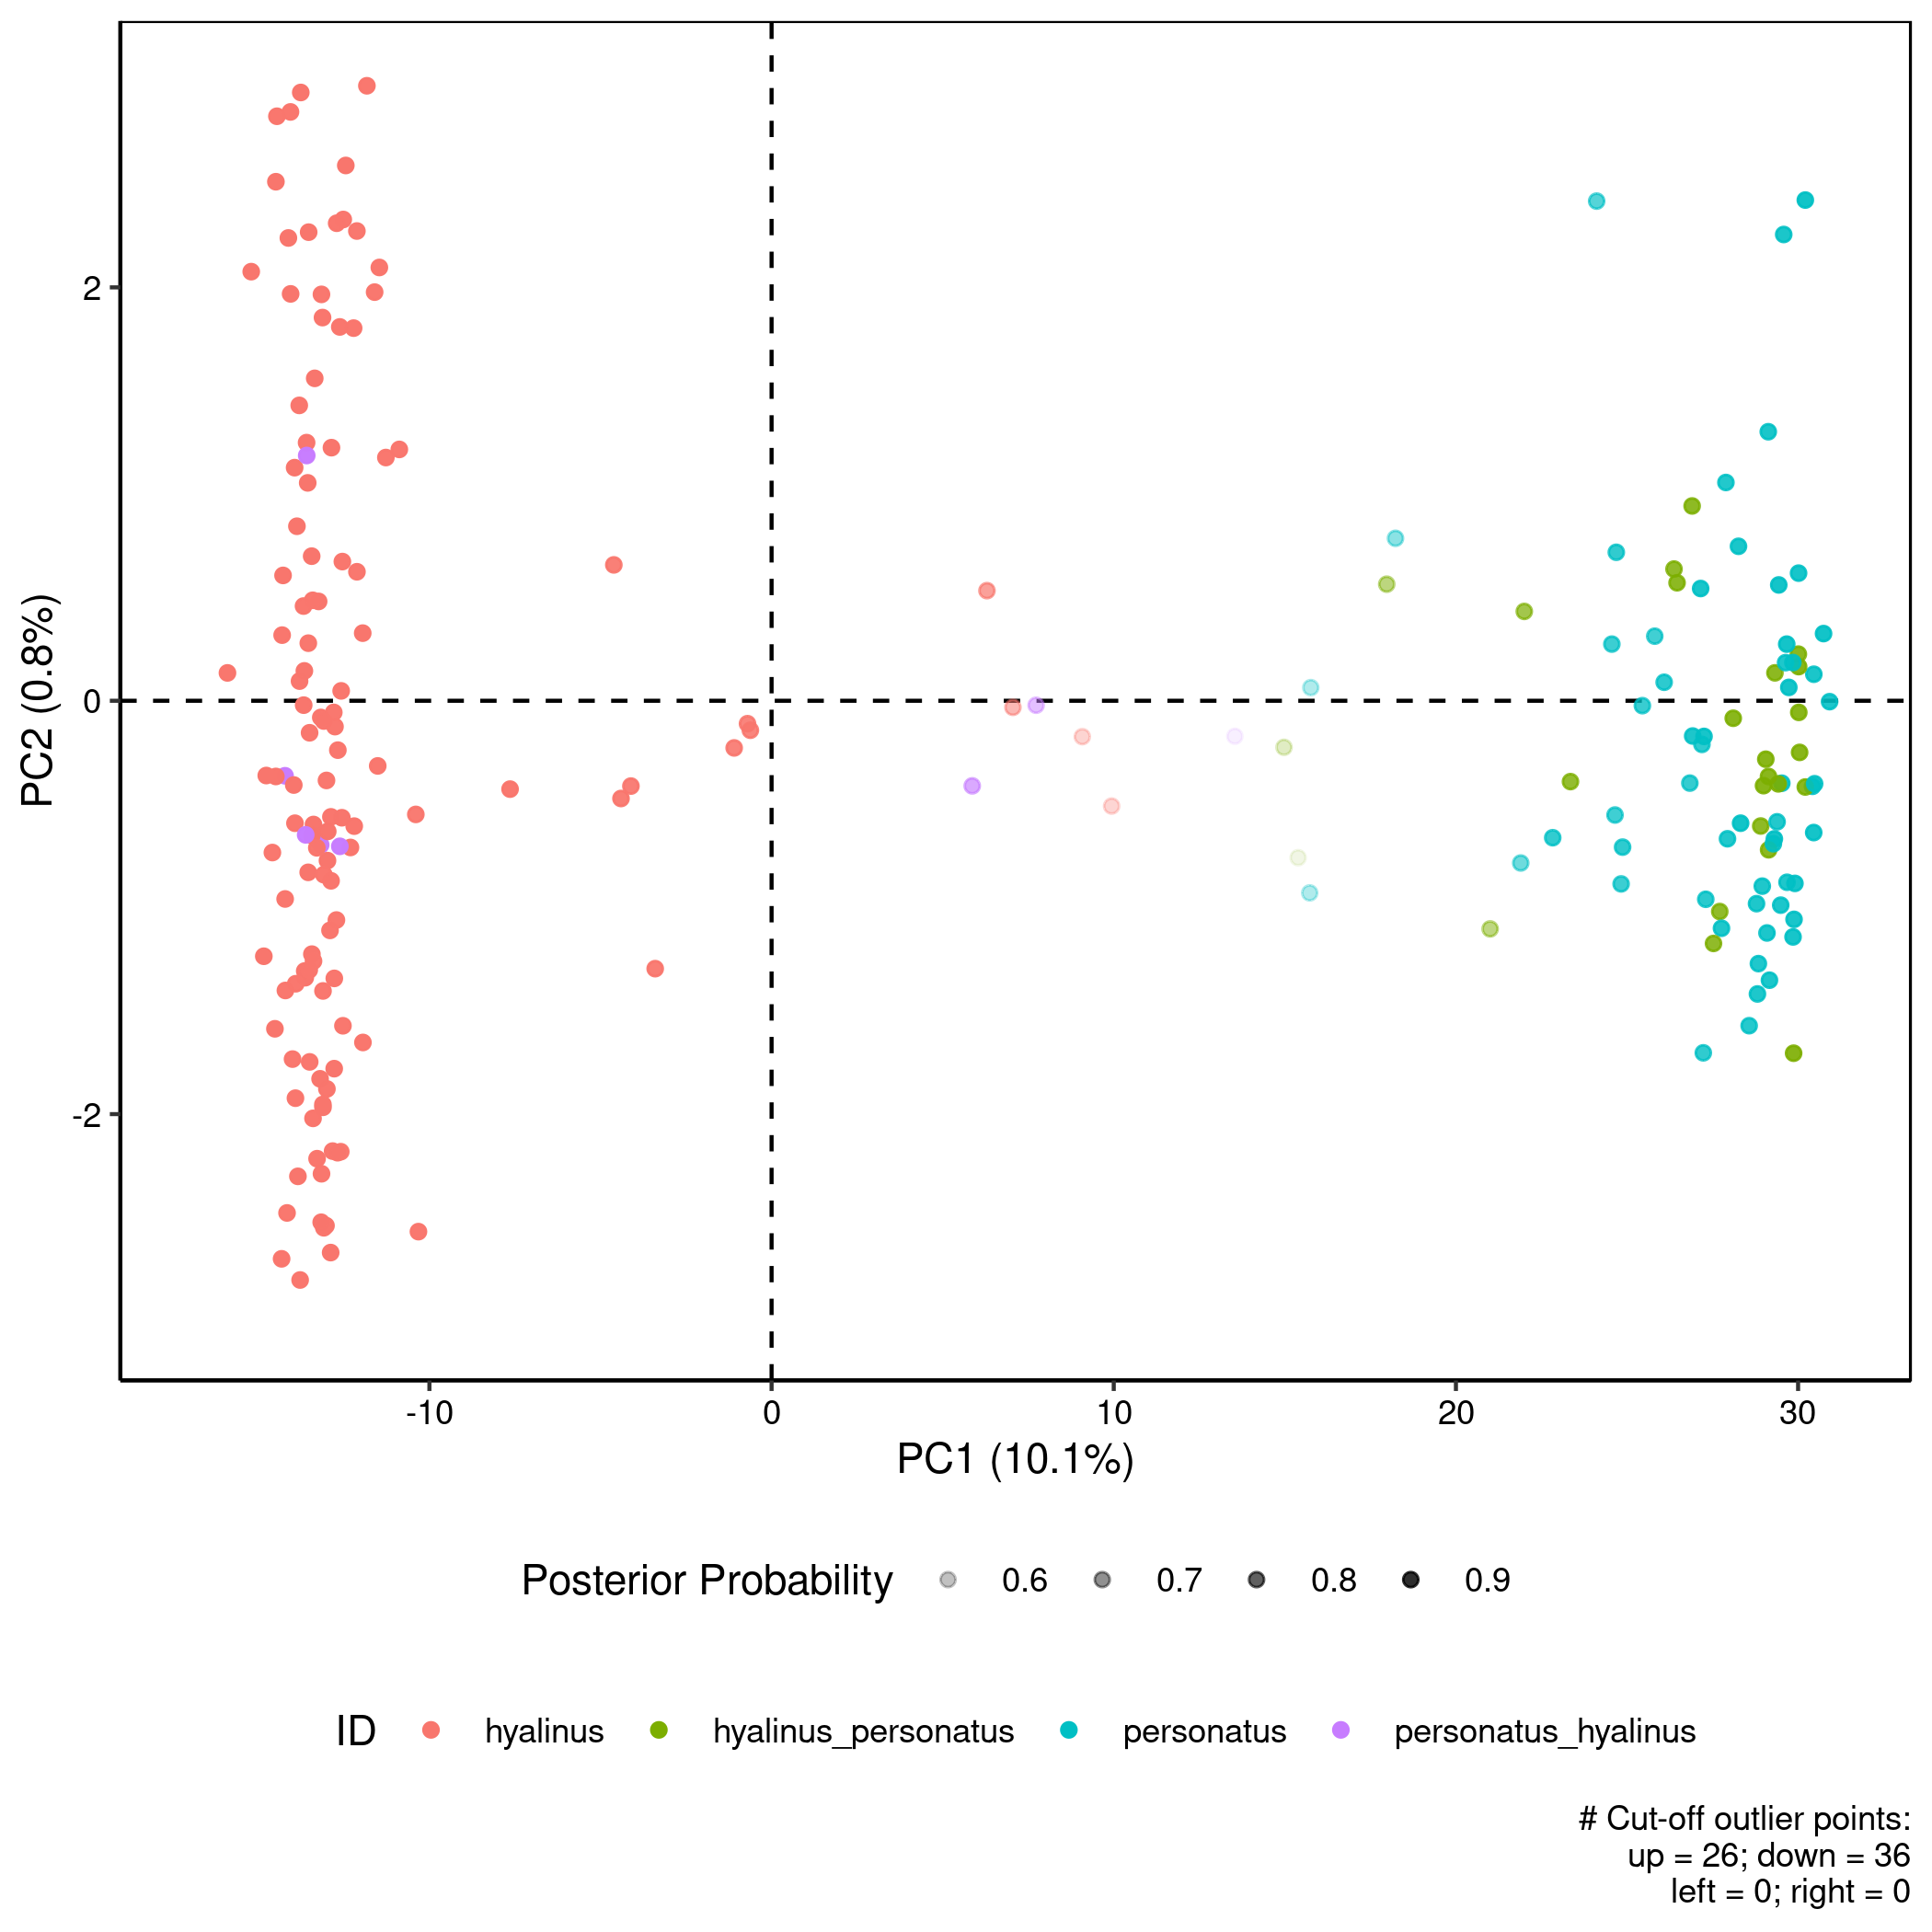 2
0
-2
PC2 (0.8%)
-10 0 10 20 30
PC1 (10.1%)
Posterior Probability 0.6 0.7 0.8 0.9
ID hyalinus hyalinus_personatus personatus personatus_hyalinus
# Cut-off outlier points:
up = 26; down = 36
left = 0; right = 0